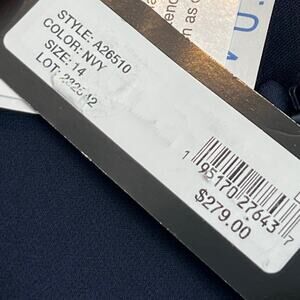 STYLE: A26510
COLOR: NVY
SIZE: 14
LOT:
1 95170 27643 7
$279.00